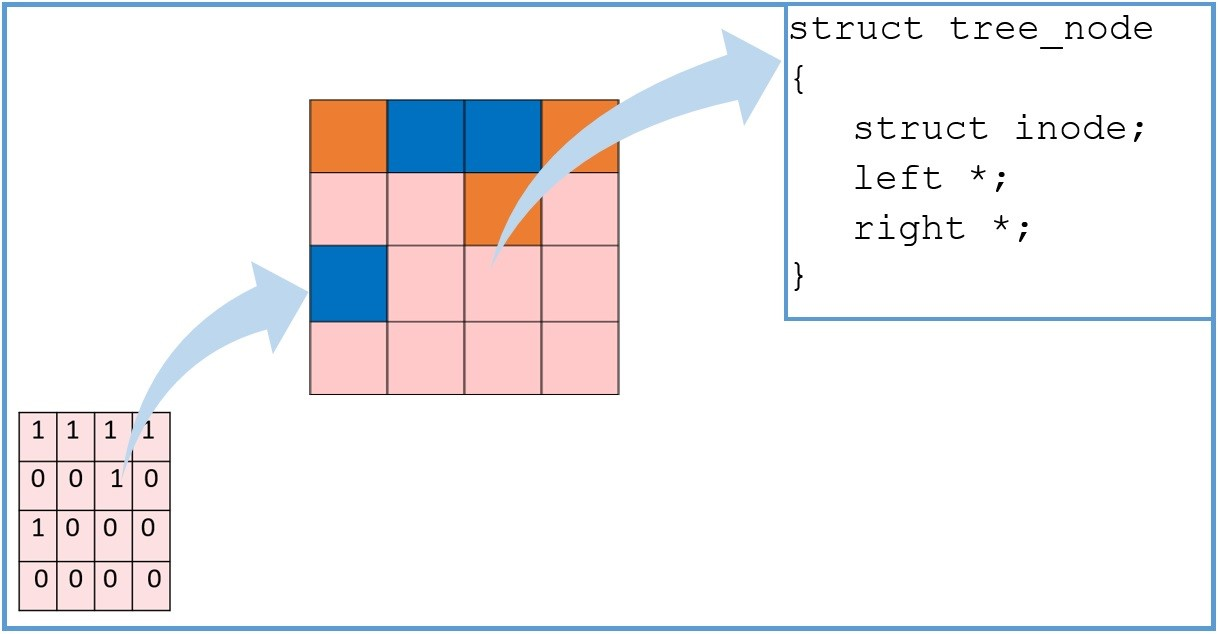 struct tree_node
{
struct inode;
left *;
right *;
}
1 1 1 1
0 0 1 0
1 0 0 0
0 0 0 0